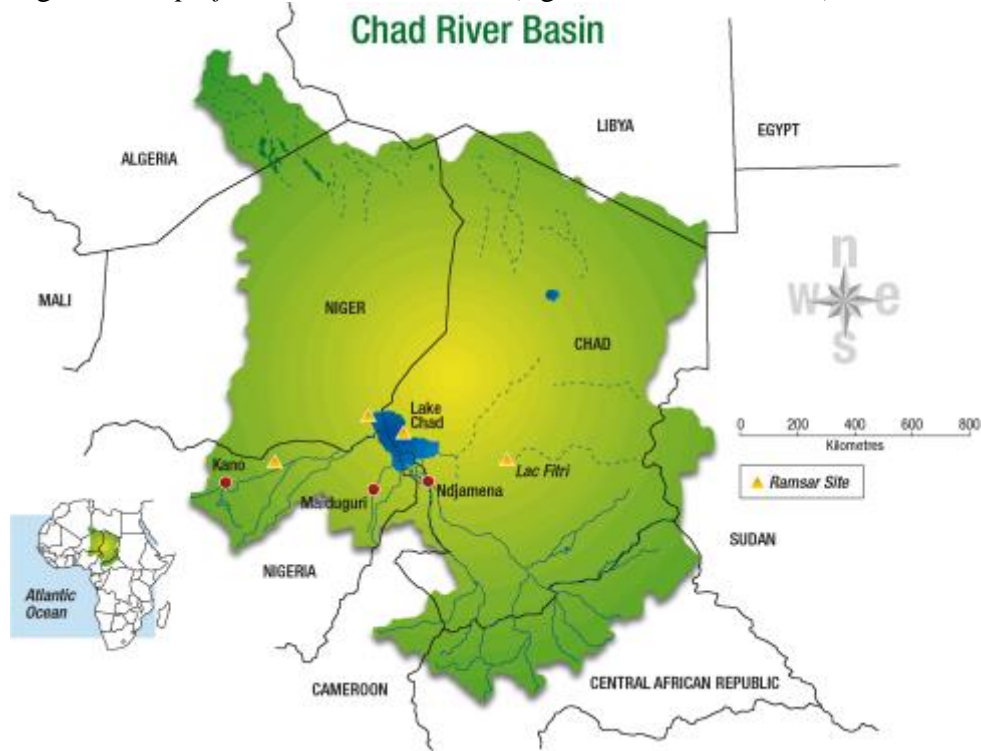 Chad River Basin
LIBYA
EGYPT
ALGERIA
n
w e
s
MALI
NIGER
CHAD
Lake
Chad
0 200 400 600 800
Kilometres
Kano
Lac Fitri
Ramsar Site
Maiduguri
Ndjamena
SUDAN
NIGERIA
Atlantic
Ocean
CAMEROON
CENTRAL AFRICAN REPUBLIC